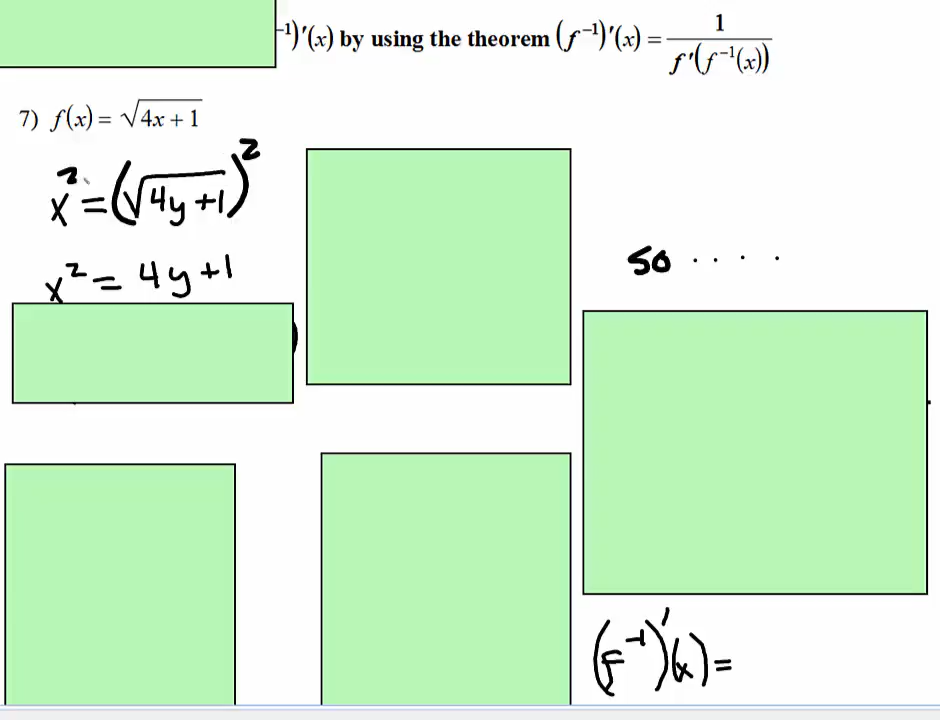 ⁻¹)'(x) by using the theorem (f⁻¹)'(x) = 1 / f'(f⁻¹(x))
7) f(x) = √(4x + 1)
x² = (√(4y+1))²
x² = 4y+1
so . . . .
(f⁻¹)'(x) =